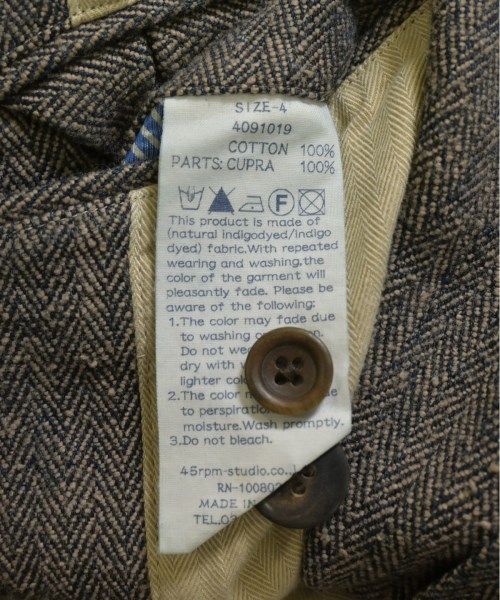 SIZE-4
4091019
COTTON 100%
PARTS: CUPRA 100%
F
This product is made of
(natural indigodyed/indigo
dyed) fabric.With repeated
wearing and washing,the
color of the garment will
pleasantly fade. Please be
aware of the following:
1.The color may fade due
to washing or
Do not
dry with
lighter
2.The color
to
moisture.Wash promptly.
3.Do not bleach.
45rpm-studio.co.,
RN-10080
MADE IN
TEL.